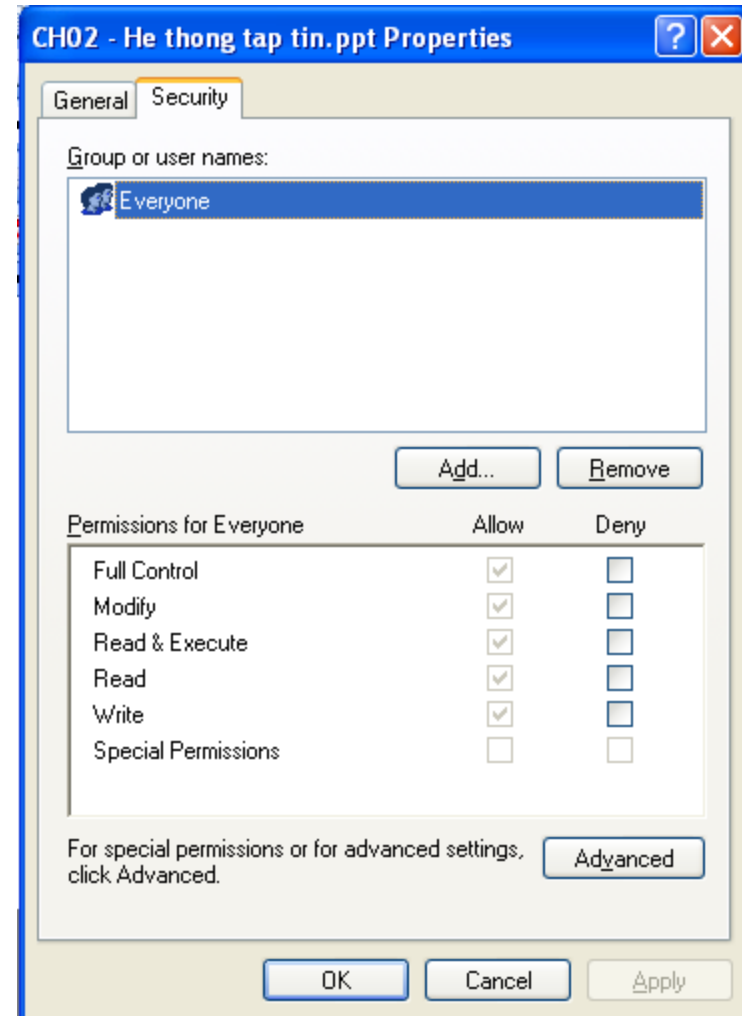 CH02 - He thong tap tin.ppt Properties
General Security
Group or user names:
Everyone
Add... Remove
Permissions for Everyone Allow Deny
Full Control
Modify
Read & Execute
Read
Write
Special Permissions
For special permissions or for advanced settings,
click Advanced.
Advanced
OK Cancel Apply